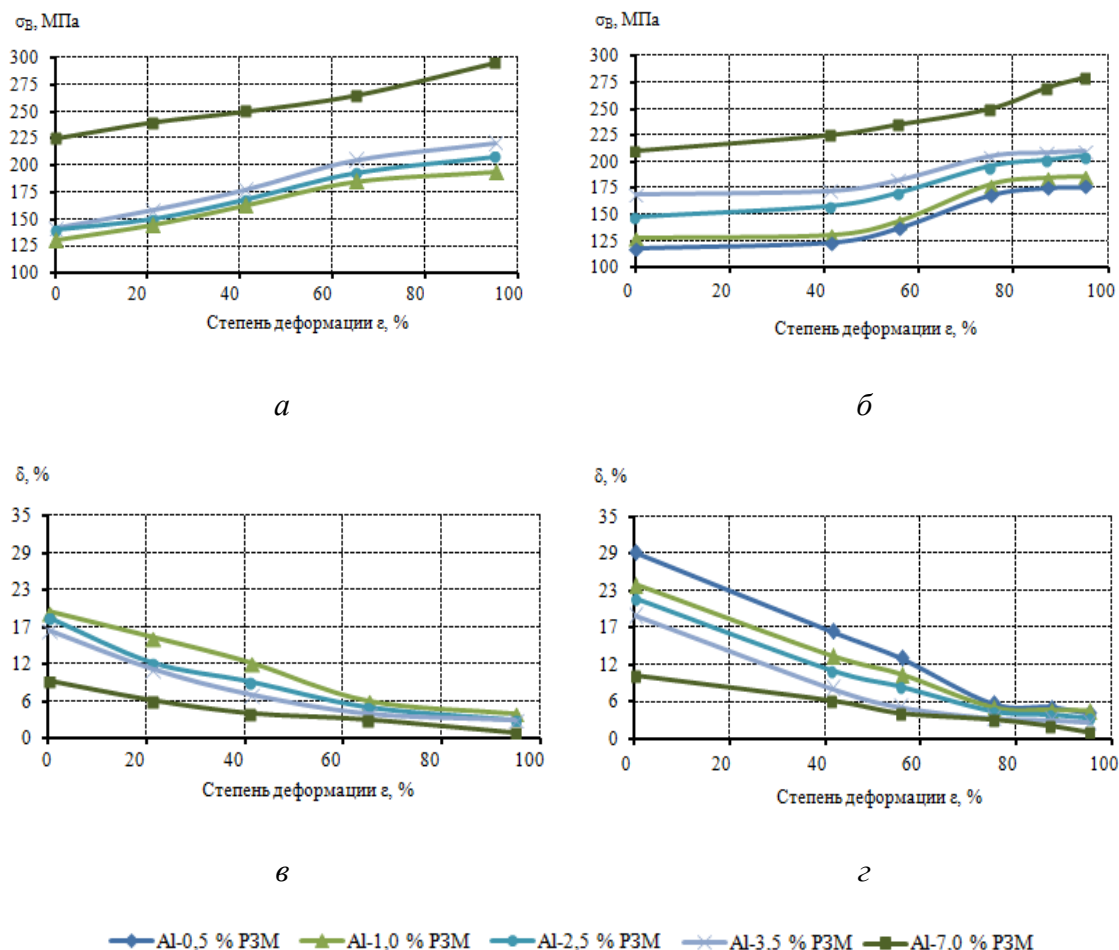 σВ, МПа
300
275
250
225
200
175
150
125
100
0 20 40 60 80 100
Степень деформации ε, %
а
σВ, МПа
300
275
250
225
200
175
150
125
100
0 20 40 60 80 100
Степень деформации ε, %
б
δ, %
35
29
23
17
12
6
0
0 20 40 60 80 100
Степень деформации ε, %
в
δ, %
35
29
23
17
12
6
0
0 20 40 60 80 100
Степень деформации ε, %
г
Al-0,5 % РЗМ Al-1,0 % РЗМ Al-2,5 % РЗМ Al-3.5 % РЗМ Al-7.0 % РЗМ